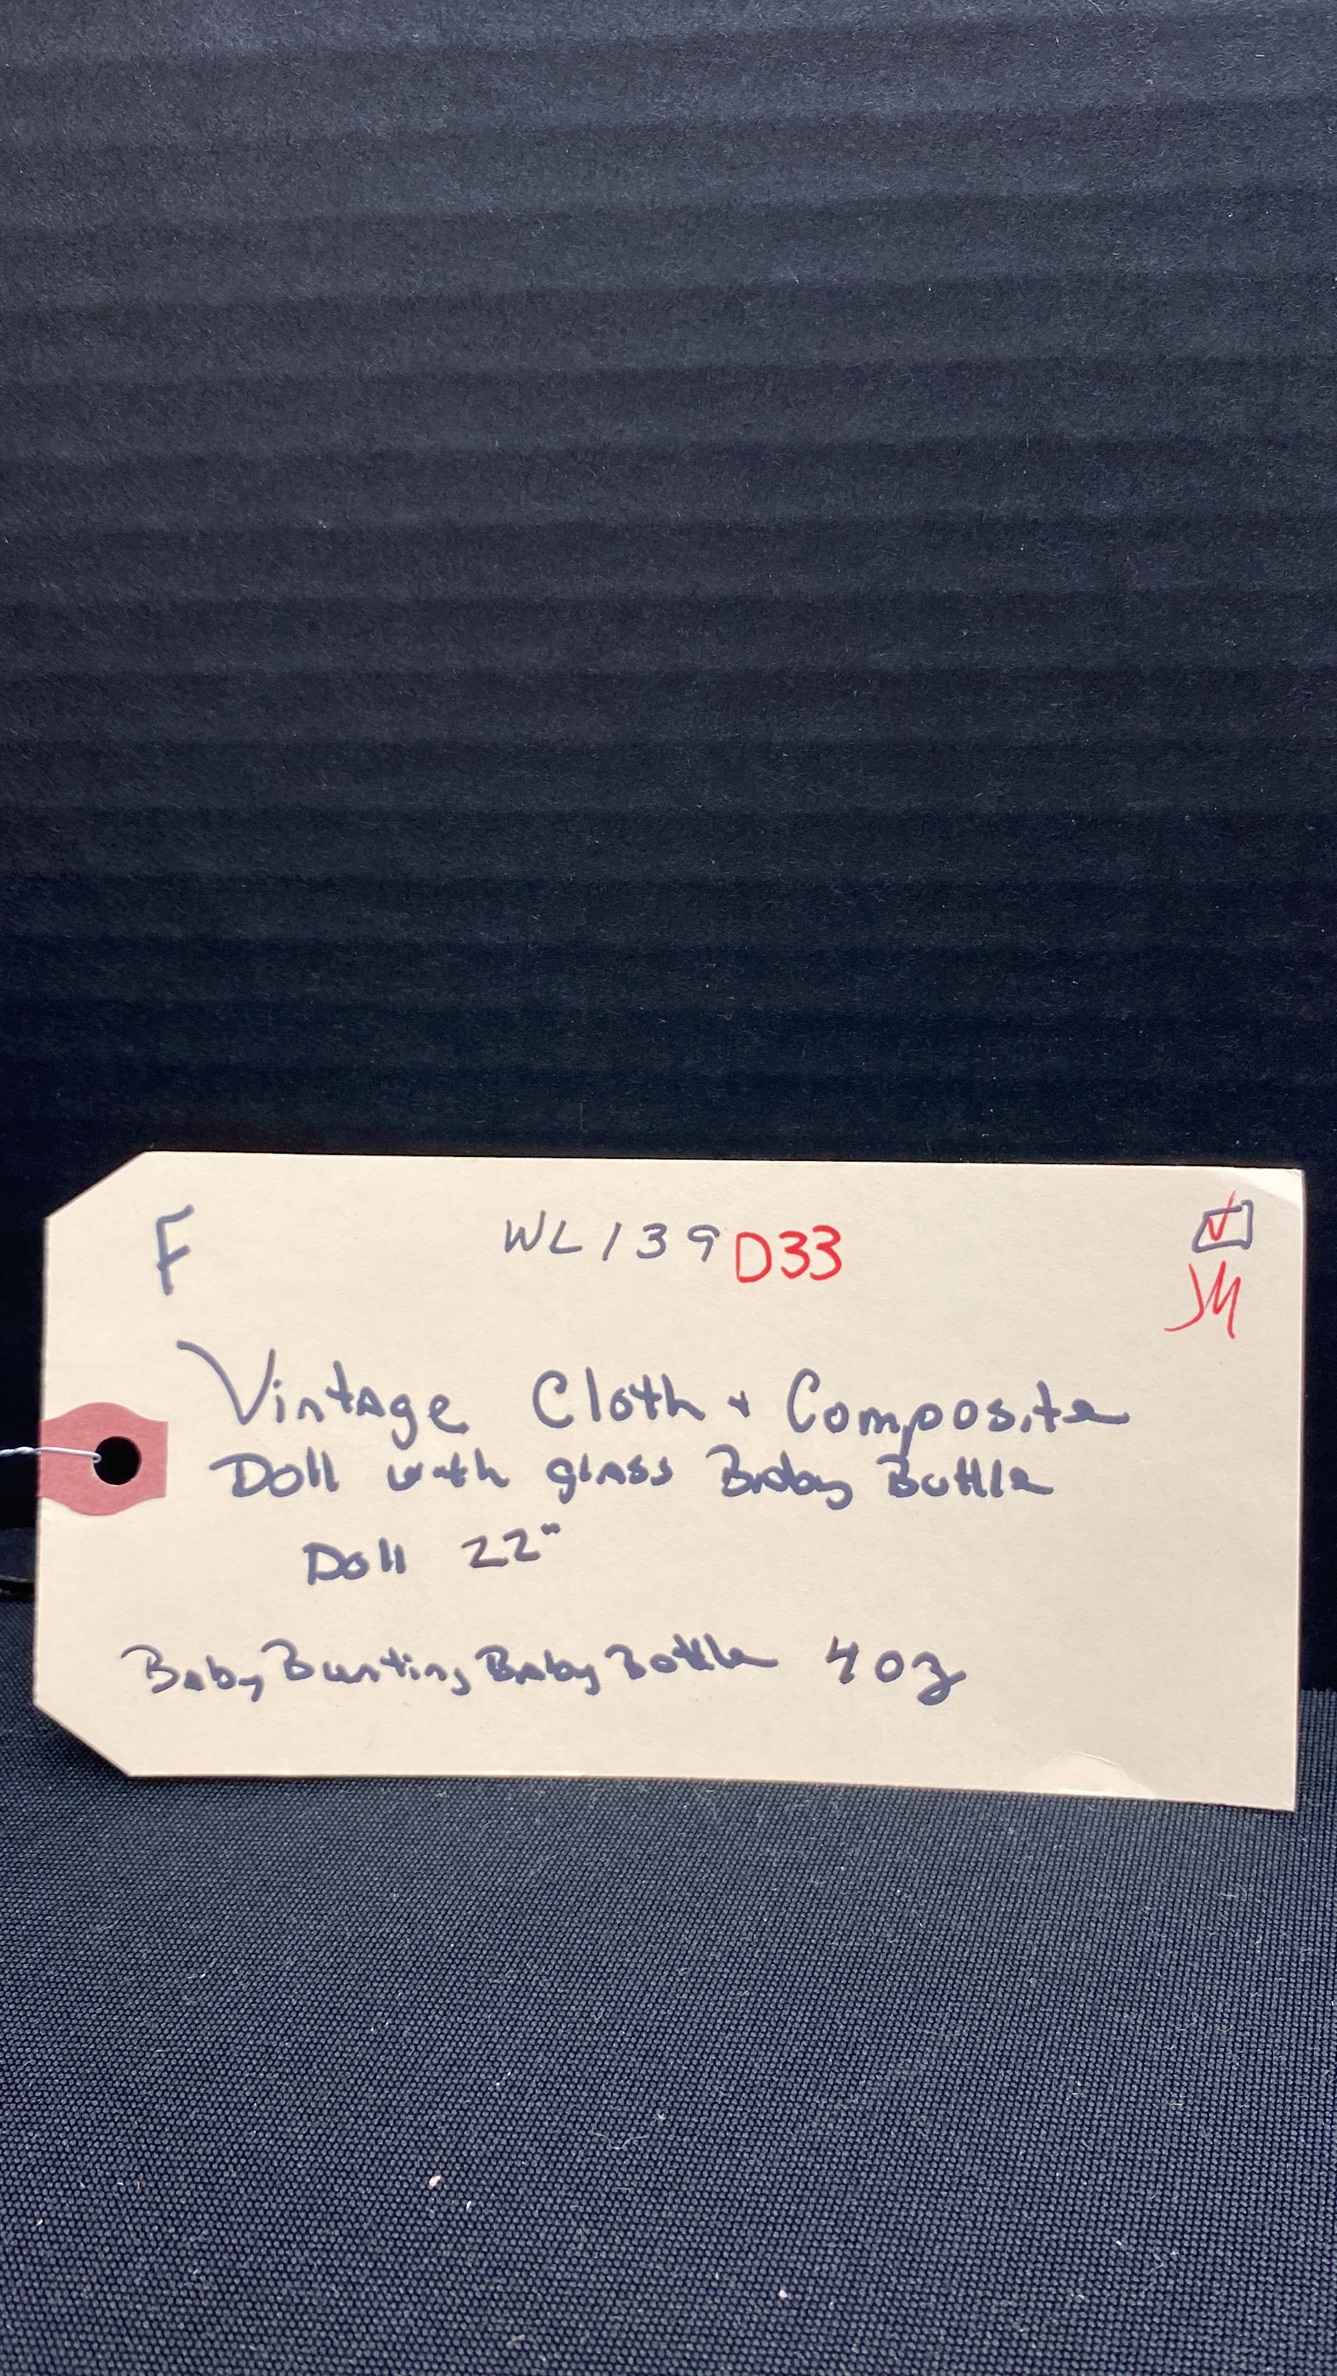 F WL139 D33
JM
Vintage Cloth + Composite
Doll with glass Baby Bottle
Doll 22"
Baby Bunting Baby Bottle 4oz